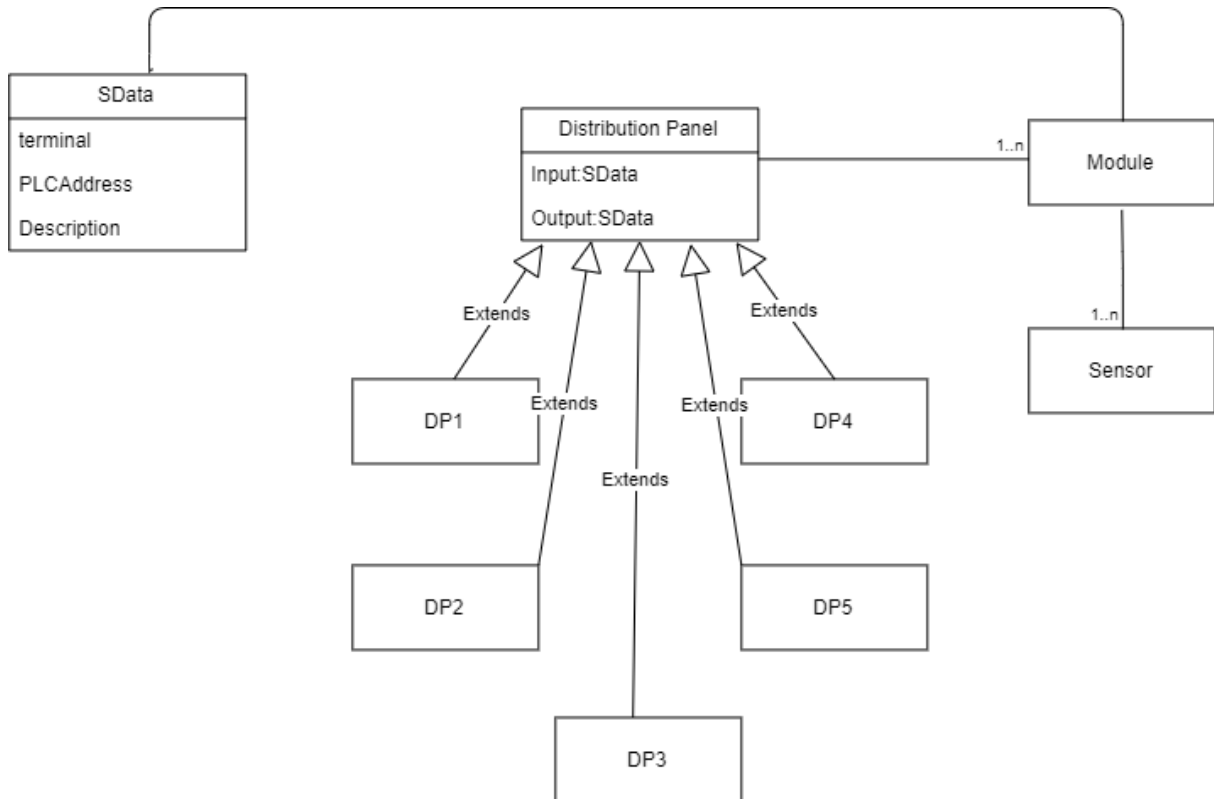 SData
terminal
PLCAddress
Description
Distribution Panel
Input:SData
Output:SData
1..n
Module
1..n
Sensor
Extends
Extends
Extends
Extends
Extends
DP1
DP4
DP2
DP5
DP3